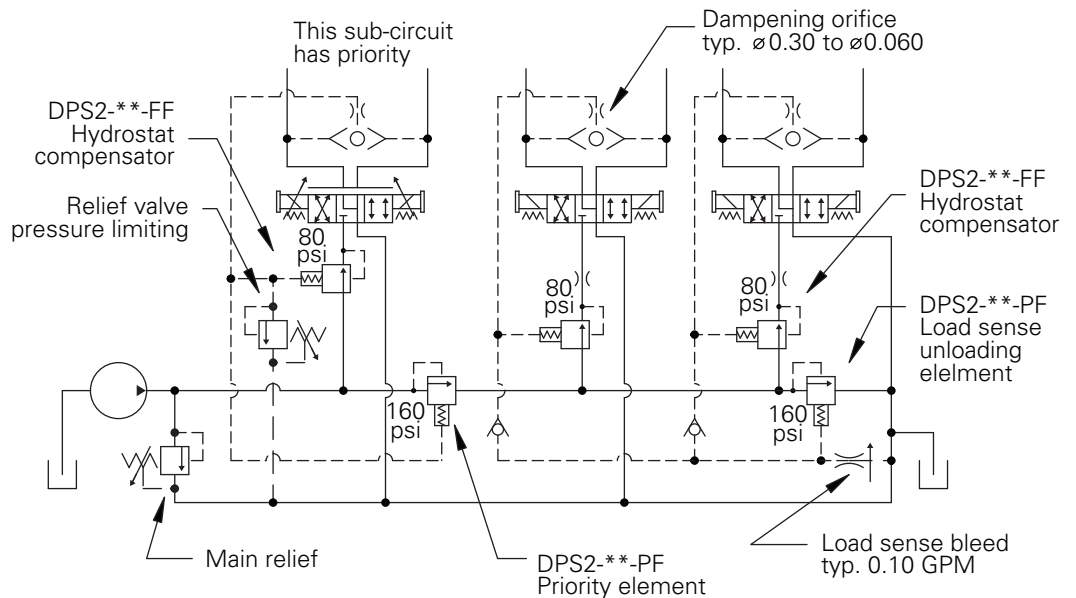 This sub-circuit
has priority
Dampening orifice
typ. ⌀0.30 to ⌀0.060
DPS2-**-FF
Hydrostat
compensator
Relief valve
pressure limiting
80
psi
80
psi
80
psi
DPS2-**-FF
Hydrostat
compensator
DPS2-**-PF
Load sense
unloading
elelment
160
psi
160
psi
Main relief
DPS2-**-PF
Priority element
Load sense bleed
typ. 0.10 GPM